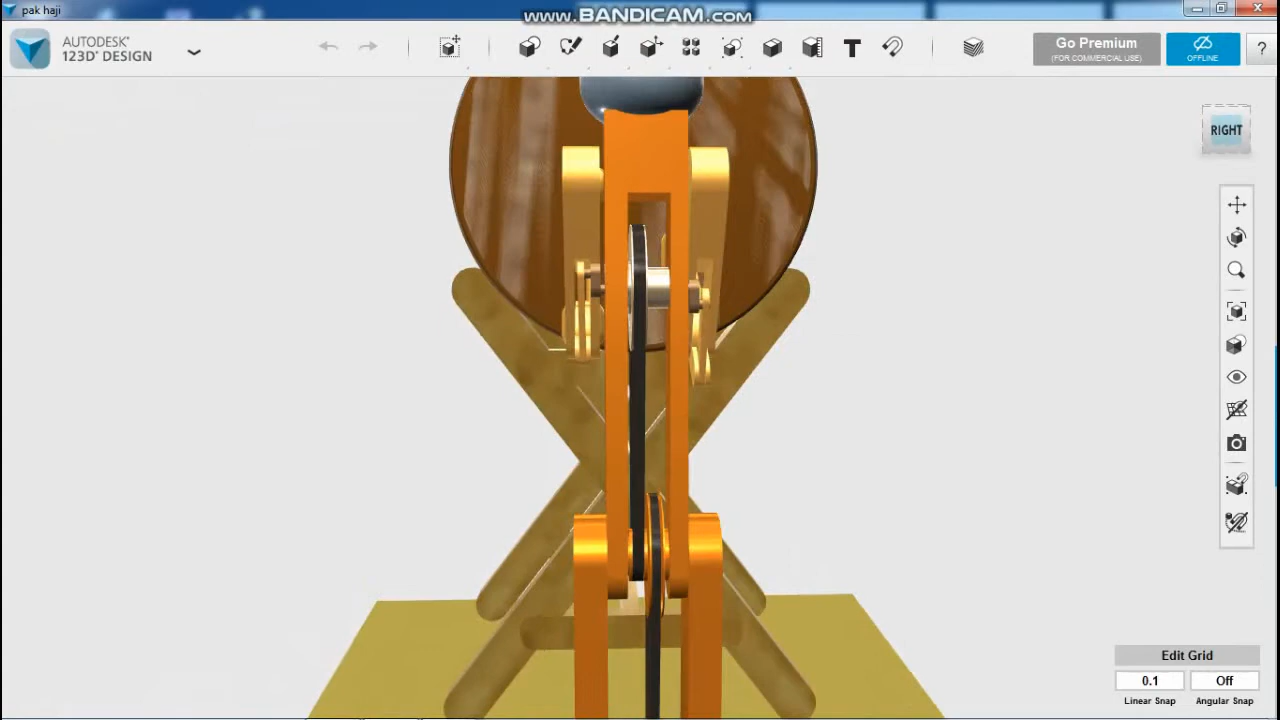 pak haji
www.BANDICAM.com
AUTODESK®
123D® DESIGN
Go Premium
(FOR COMMERCIAL USE)
OFFLINE
?
RIGHT
Edit Grid
0.1
Off
Linear Snap
Angular Snap